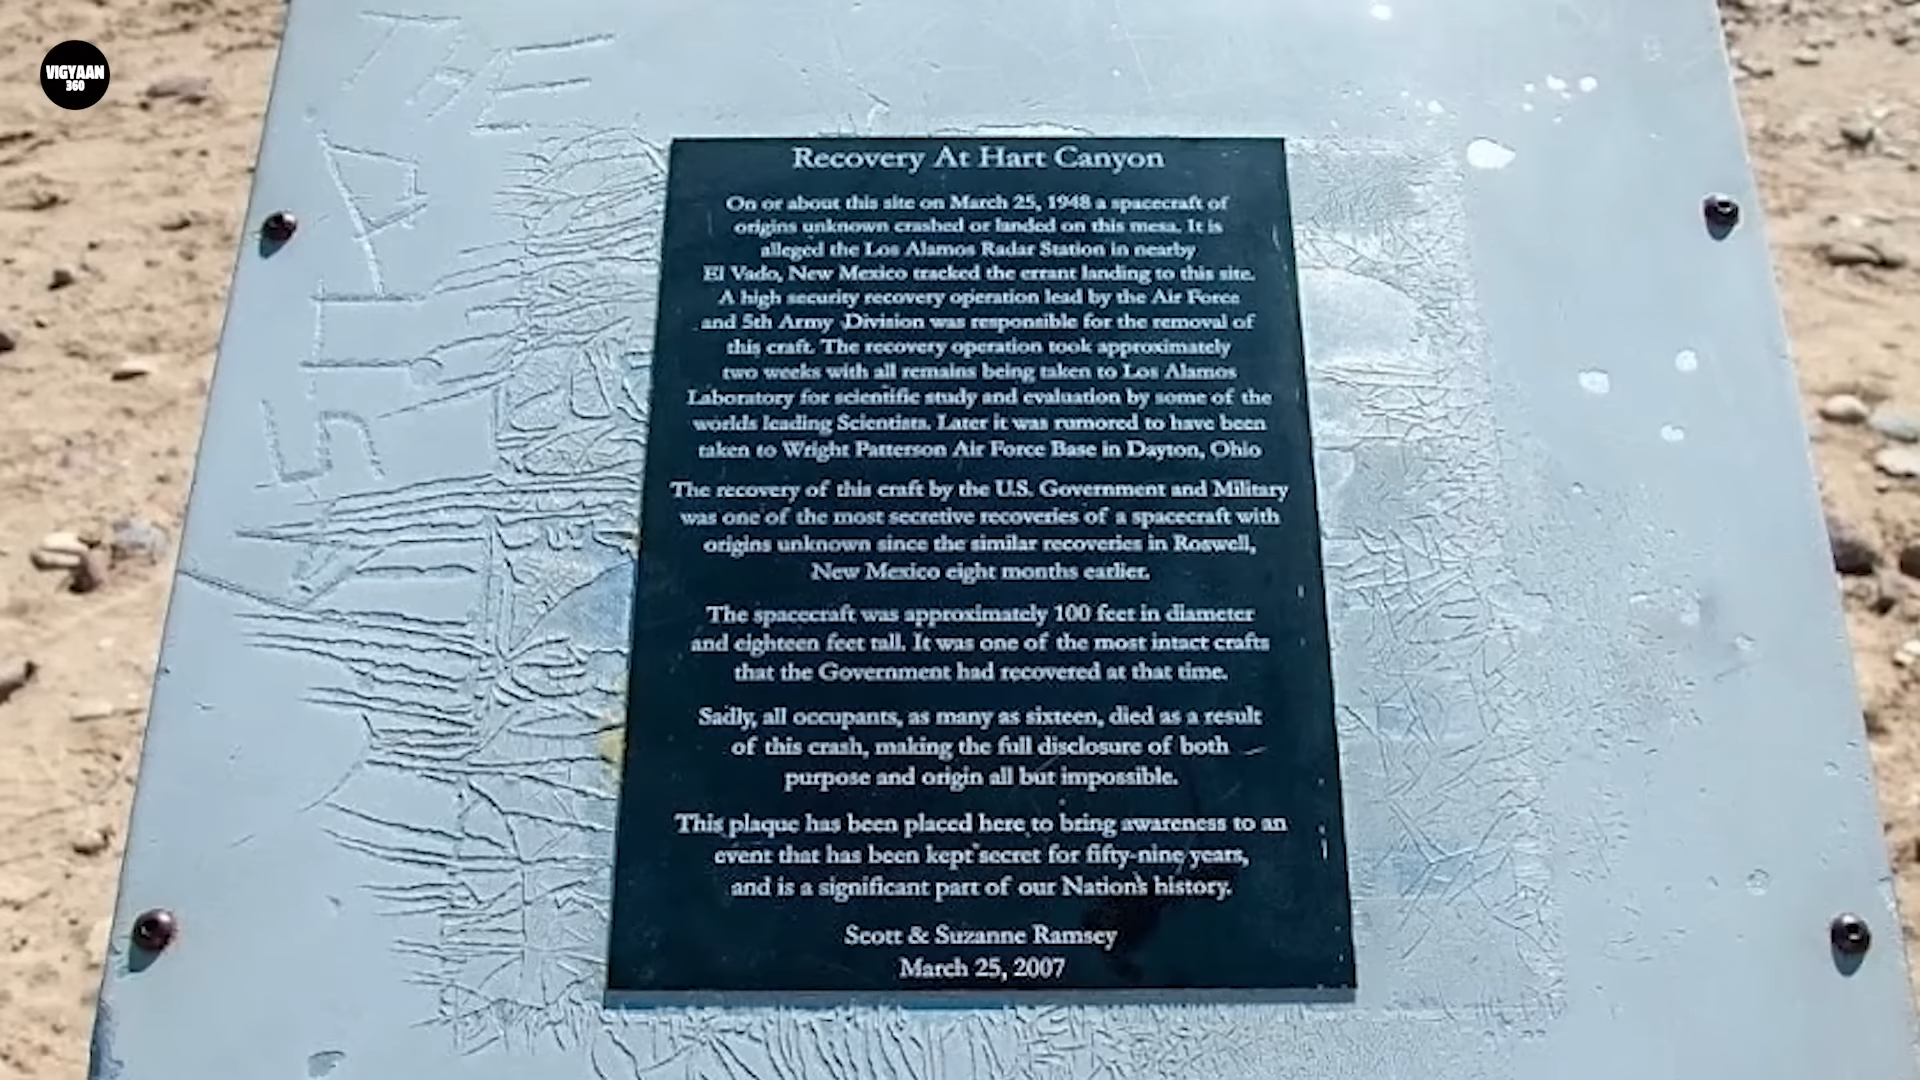 VIGYAAN
360
THE
Recovery At Hart Canyon
On or about this site on March 25, 1948 a spacecraft of
origins unknown crashed or landed on this mesa. It is
alleged the Los Alamos Radar Station in nearby
El Vado, New Mexico tracked the errant landing to this site.
A high security recovery operation lead by the Air Force
and 5th Army Division was responsible for the removal of
this craft. The recovery operation took approximately
two weeks with all remains being taken to Los Alamos
Laboratory for scientific study and evaluation by some of the
worlds leading Scientists. Later it was rumored to have been
taken to Wright Patterson Air Force Base in Dayton, Ohio
The recovery of this craft by the U.S. Government and Military
was one of the most secretive recoveries of a spacecraft with
origins unknown since the similar recoveries in Roswell,
New Mexico eight months earlier.
The spacecraft was approximately 100 feet in diameter
and eighteen feet tall. It was one of the most intact crafts
that the Government had recovered at that time.
Sadly, all occupants, as many as sixteen, died as a result
of this crash, making the full disclosure of both
purpose and origin all but impossible.
This plaque has been placed here to bring awareness to an
event that has been kept secret for fifty-nine years,
and is a significant part of our Nation's history.
Scott & Suzanne Ramsey
March 25, 2007